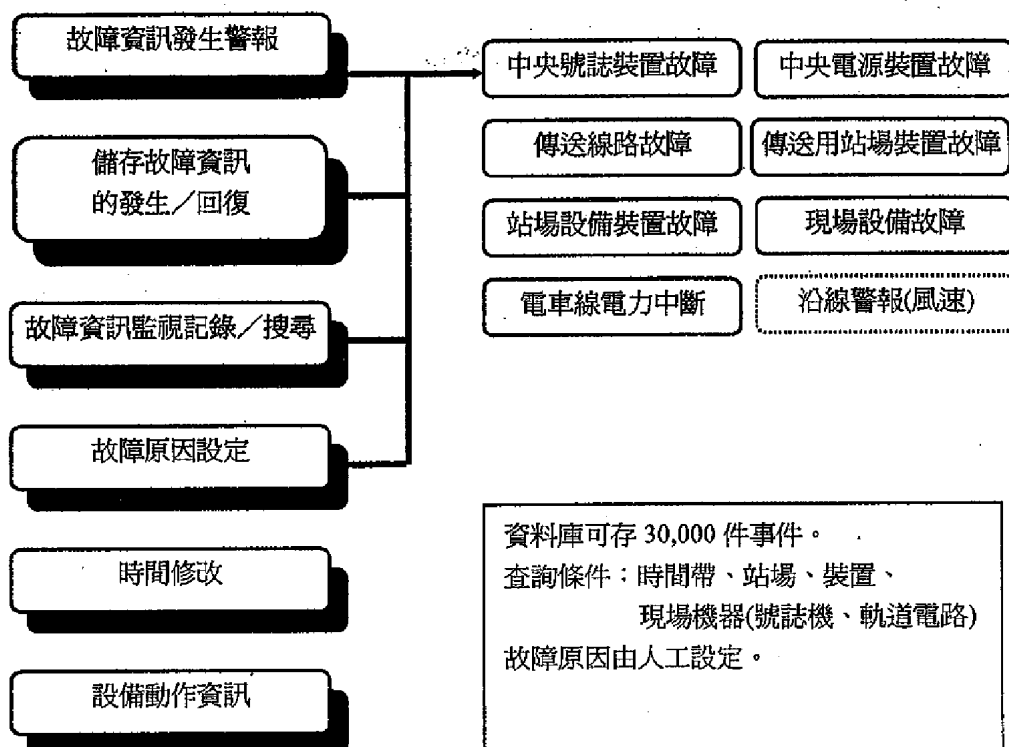 故障資訊發生警報
儲存故障資訊
的發生／回復
故障資訊監視記錄／搜尋
故障原因設定
時間修改
設備動作資訊
中央號誌裝置故障
中央電源裝置故障
傳送線路故障
傳送用站場裝置故障
站場設備裝置故障
現場設備故障
電車線電力中斷
沿線警報(風速)
資料庫可存 30,000 件事件。
查詢條件：時間帶、站場、裝置、
現場機器(號誌機、軌道電路)
故障原因由人工設定。